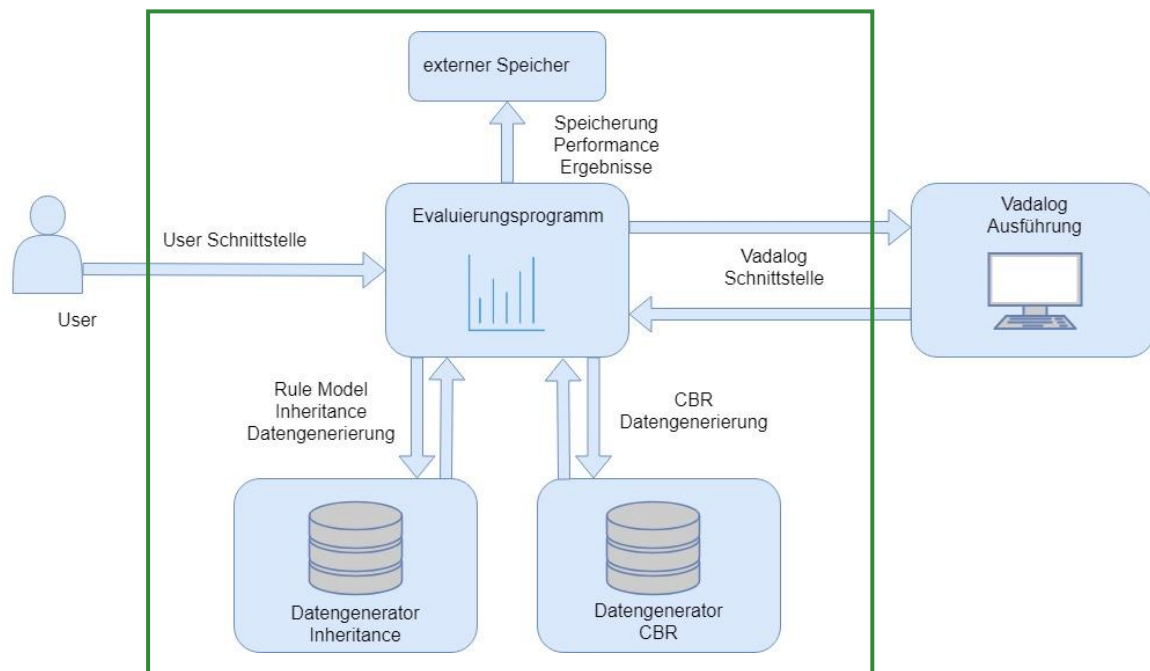 externer Speicher
Speicherung
Performance
Ergebnisse
Evaluierungsprogramm
Vadalog
Ausführung
User Schnittstelle
Vadalog
Schnittstelle
User
Rule Model
Inheritance
Datengenerierung
CBR
Datengenerierung
Datengenerator
Inheritance
Datengenerator
CBR